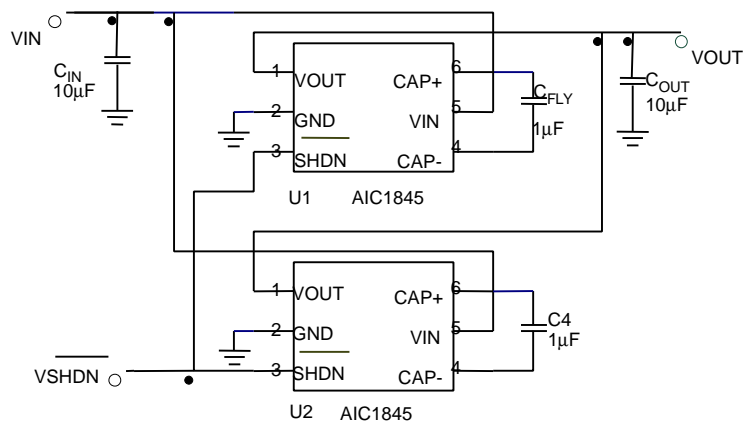 VIN
CIN
10μF
1
VOUT
2
GND
3
SHDN
CAP+
6
VIN
5
CAP-
4
CFLY
1μF
U1 AIC1845
VOUT
COUT
10μF
1
VOUT
2
GND
3
SHDN
CAP+
6
VIN
5
CAP-
4
C4
1μF
VSHDN
U2 AIC1845